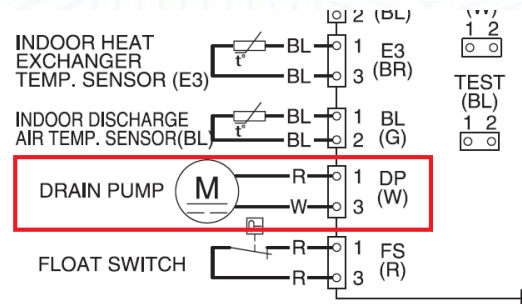 2 (BL)
(W)
1 2
INDOOR HEAT
EXCHANGER
TEMP. SENSOR (E3)
t°
BL
BL
1
3
E3
(BR)
TEST
(BL)
1 2
INDOOR DISCHARGE
AIR TEMP. SENSOR(BL)
t°
BL
BL
1
2
BL
(G)
DRAIN PUMP
M
R
W
1
3
DP
(W)
FLOAT SWITCH
R
R
1
3
FS
(R)